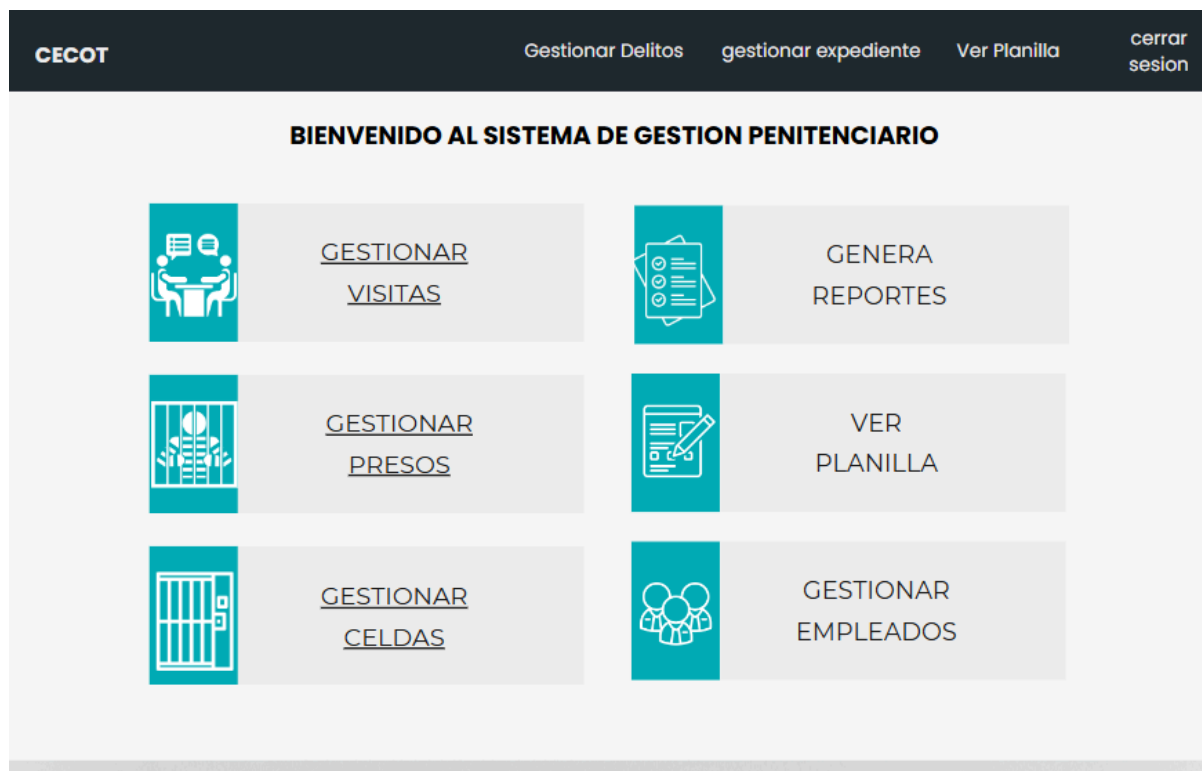 CECOT
Gestionar Delitos
gestionar expediente
Ver Planilla
cerrar
sesion
BIENVENIDO AL SISTEMA DE GESTION PENITENCIARIO
GESTIONAR
VISITAS
GENERA
REPORTES
GESTIONAR
PRESOS
VER
PLANILLA
GESTIONAR
CELDAS
GESTIONAR
EMPLEADOS